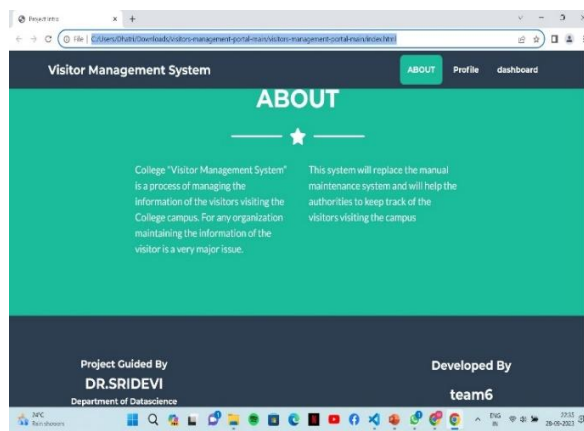 Project Intro
File
C:/Users/Dhatri/Downloads/visitors-management-portal-main/visitors-management-portal-main/index.html
Visitor Management System
ABOUT
Profile
dashboard
ABOUT
College "Visitor Management System"
is a process of managing the
information of the visitors visiting the
College campus. For any organization
maintaining the information of the
visitor is a very major issue.
This system will replace the manual
maintenance system and will help the
authorities to keep track of the
visitors visiting the campus
Project Guided By
DR.SRIDEVI
Department of Datascience
Developed By
team6
24°C
Rain showers
ENG
IN
28-09-2023